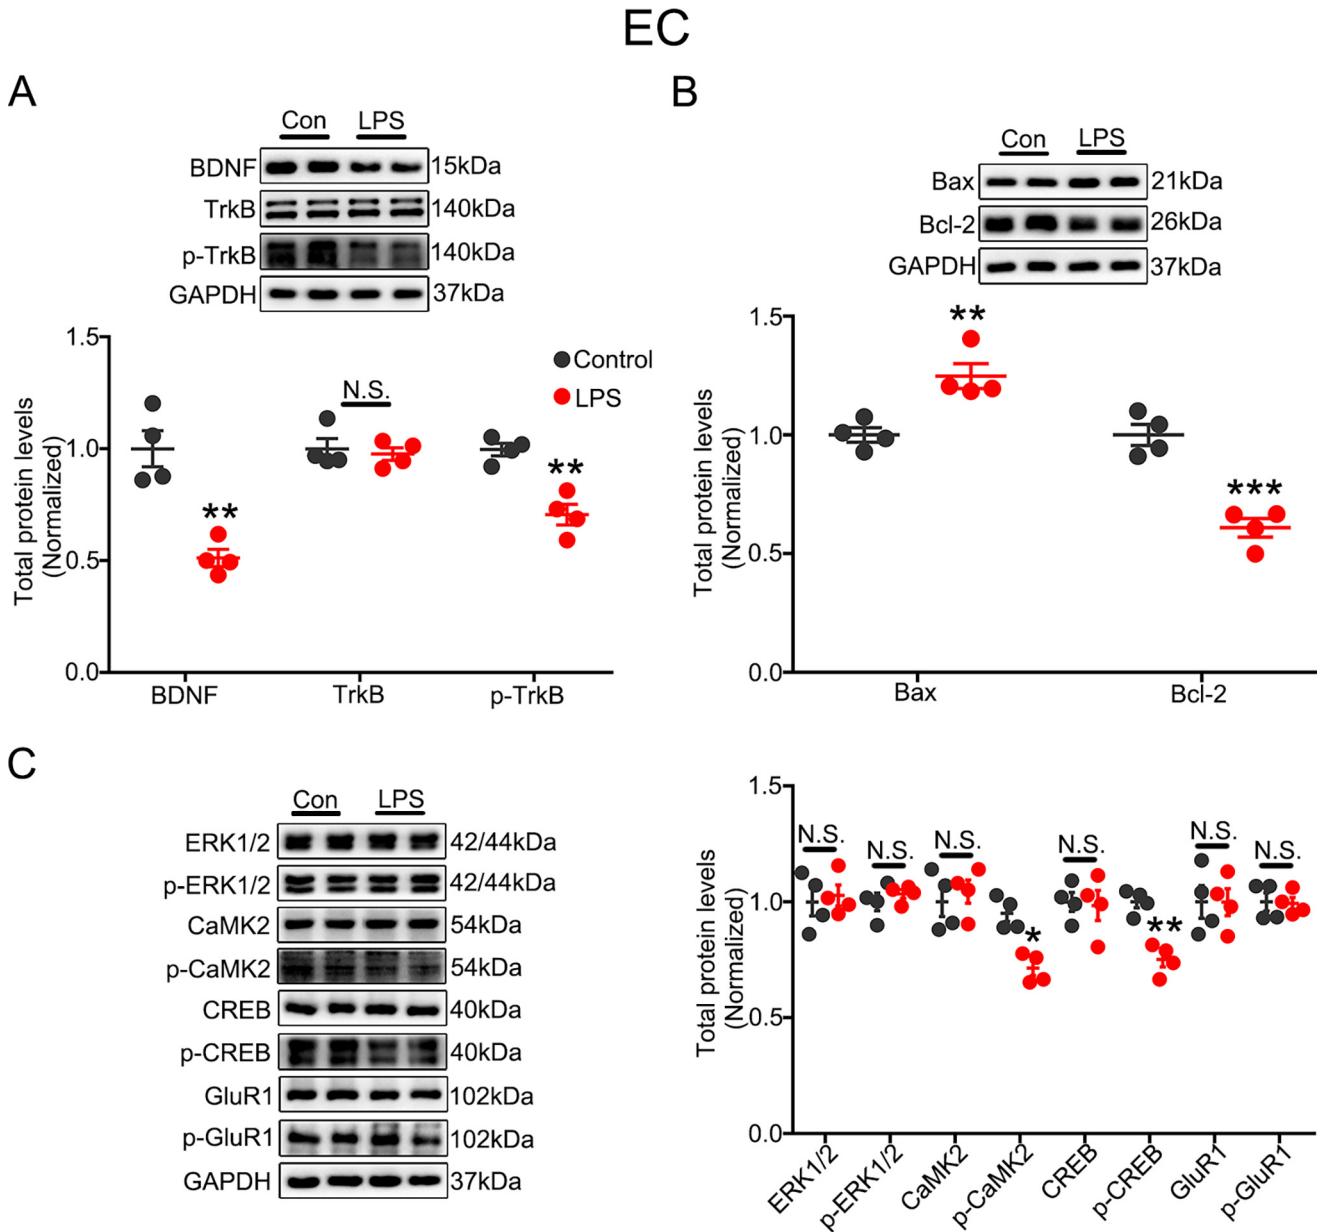 EC
A
Con LPS
BDNF 15kDa
TrkB 140kDa
p-TrkB 140kDa
GAPDH 37kDa
Total protein levels
(Normalized)
1.5
1.0
0.5
0.0
Control
LPS
**
N.S.
**
BDNF TrkB p-TrkB
B
Con LPS
Bax 21kDa
Bcl-2 26kDa
GAPDH 37kDa
Total protein levels
(Normalized)
1.5
1.0
0.5
0.0
**
***
Bax Bcl-2
C
Con LPS
ERK1/2 42/44kDa
p-ERK1/2 42/44kDa
CaMK2 54kDa
p-CaMK2 54kDa
CREB 40kDa
p-CREB 40kDa
GluR1 102kDa
p-GluR1 102kDa
GAPDH 37kDa
Total protein levels
(Normalized)
1.5
1.0
0.5
0.0
N.S. N.S. N.S. * N.S. ** N.S. N.S.
ERK1/2 p-ERK1/2 CaMK2 p-CaMK2 CREB p-CREB GluR1 p-GluR1